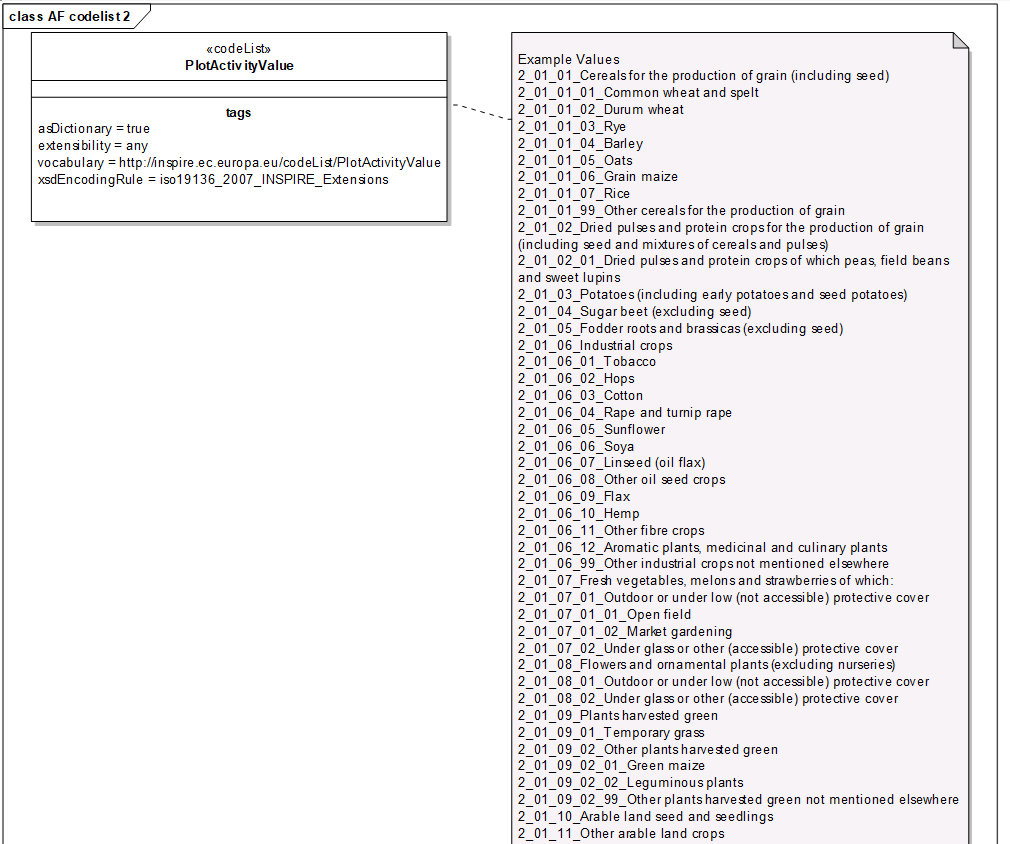 class AF codelist 2
«codeList»
PlotActivityValue
tags
asDictionary = true
extensibility = any
vocabulary = http://inspire.ec.europa.eu/codeList/PlotActivityValue
xsdEncodingRule = iso19136_2007_INSPIRE_Extensions
Example Values
2_01_01_Cereals for the production of grain (including seed)
2_01_01_01_Common wheat and spelt
2_01_01_02_Durum wheat
2_01_01_03_Rye
2_01_01_04_Barley
2_01_01_05_Oats
2_01_01_06_Grain maize
2_01_01_07_Rice
2_01_01_99_Other cereals for the production of grain
2_01_02_Dried pulses and protein crops for the production of grain
(including seed and mixtures of cereals and pulses)
2_01_02_01_Dried pulses and protein crops of which peas, field beans
and sweet lupins
2_01_03_Potatoes (including early potatoes and seed potatoes)
2_01_04_Sugar beet (excluding seed)
2_01_05_Fodder roots and brassicas (excluding seed)
2_01_06_Industrial crops
2_01_06_01_Tobacco
2_01_06_02_Hops
2_01_06_03_Cotton
2_01_06_04_Rape and turnip rape
2_01_06_05_Sunflower
2_01_06_06_Soya
2_01_06_07_Linseed (oil flax)
2_01_06_08_Other oil seed crops
2_01_06_09_Flax
2_01_06_10_Hemp
2_01_06_11_Other fibre crops
2_01_06_12_Aromatic plants, medicinal and culinary plants
2_01_06_99_Other industrial crops not mentioned elsewhere
2_01_07_Fresh vegetables, melons and strawberries of which:
2_01_07_01_Outdoor or under low (not accessible) protective cover
2_01_07_01_01_Open field
2_01_07_01_02_Market gardening
2_01_07_02_Under glass or other (accessible) protective cover
2_01_08_Flowers and ornamental plants (excluding nurseries)
2_01_08_01_Outdoor or under low (not accessible) protective cover
2_01_08_02_Under glass or other (accessible) protective cover
2_01_09_Plants harvested green
2_01_09_01_Temporary grass
2_01_09_02_Other plants harvested green
2_01_09_02_01_Green maize
2_01_09_02_02_Leguminous plants
2_01_09_02_99_Other plants harvested green not mentioned elsewhere
2_01_10_Arable land seed and seedlings
2_01_11_Other arable land crops